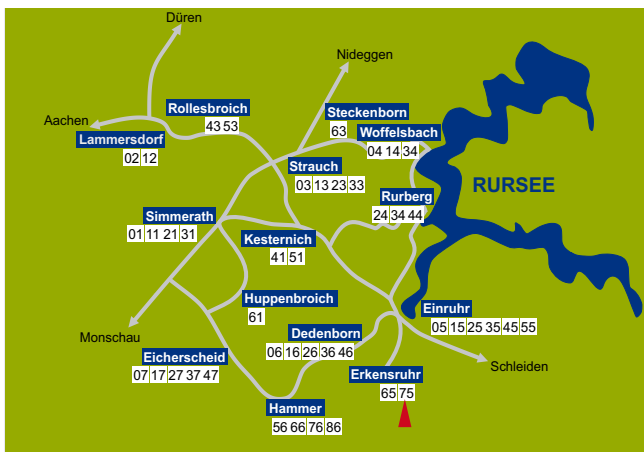 Düren
Nideggen
Aachen
Rollesbroich
43 53
Steckenborn
63
Lammersdorf
02 12
Woffelsbach
04 14 34
Strauch
03 13 23 33
RURSEE
Rurberg
24 34 44
Simmerath
01 11 21 31
Kesternich
41 51
Huppenbroich
61
Einruhr
05 15 25 35 45 55
Monschau
Dedenborn
06 16 26 36 46
Eicherscheid
07 17 27 37 47
Schleiden
Erkensruhr
65 75
Hammer
56 66 76 86